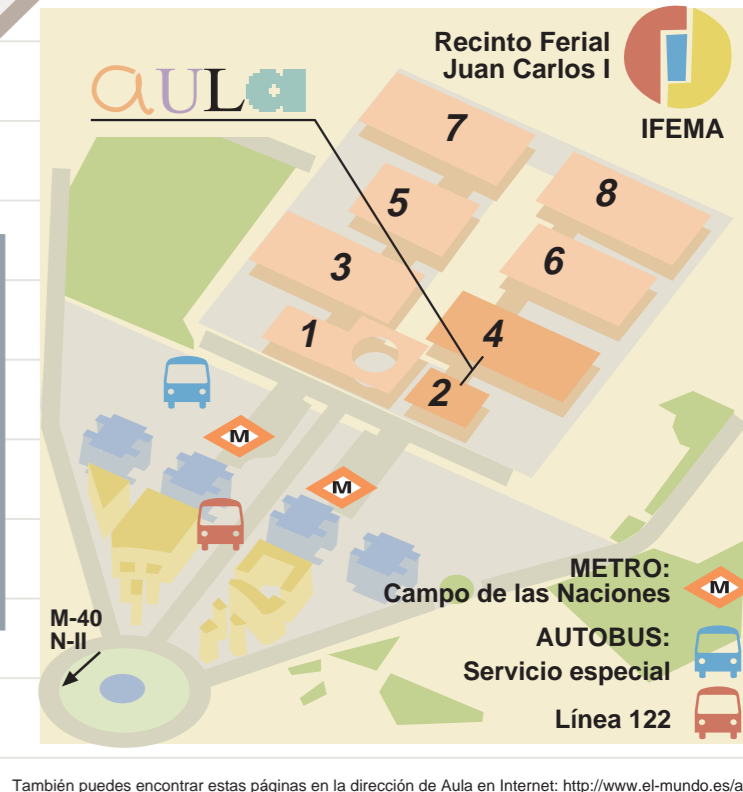 Recinto Ferial
Juan Carlos I
IFEMA
aULa
7
8
5
6
3
4
1
2
M
M
METRO:
Campo de las Naciones
M
AUTOBUS:
Servicio especial
Línea 122
M-40
N-II
También puedes encontrar estas páginas en la dirección de Aula en Internet: http://www.el-mundo.es/a